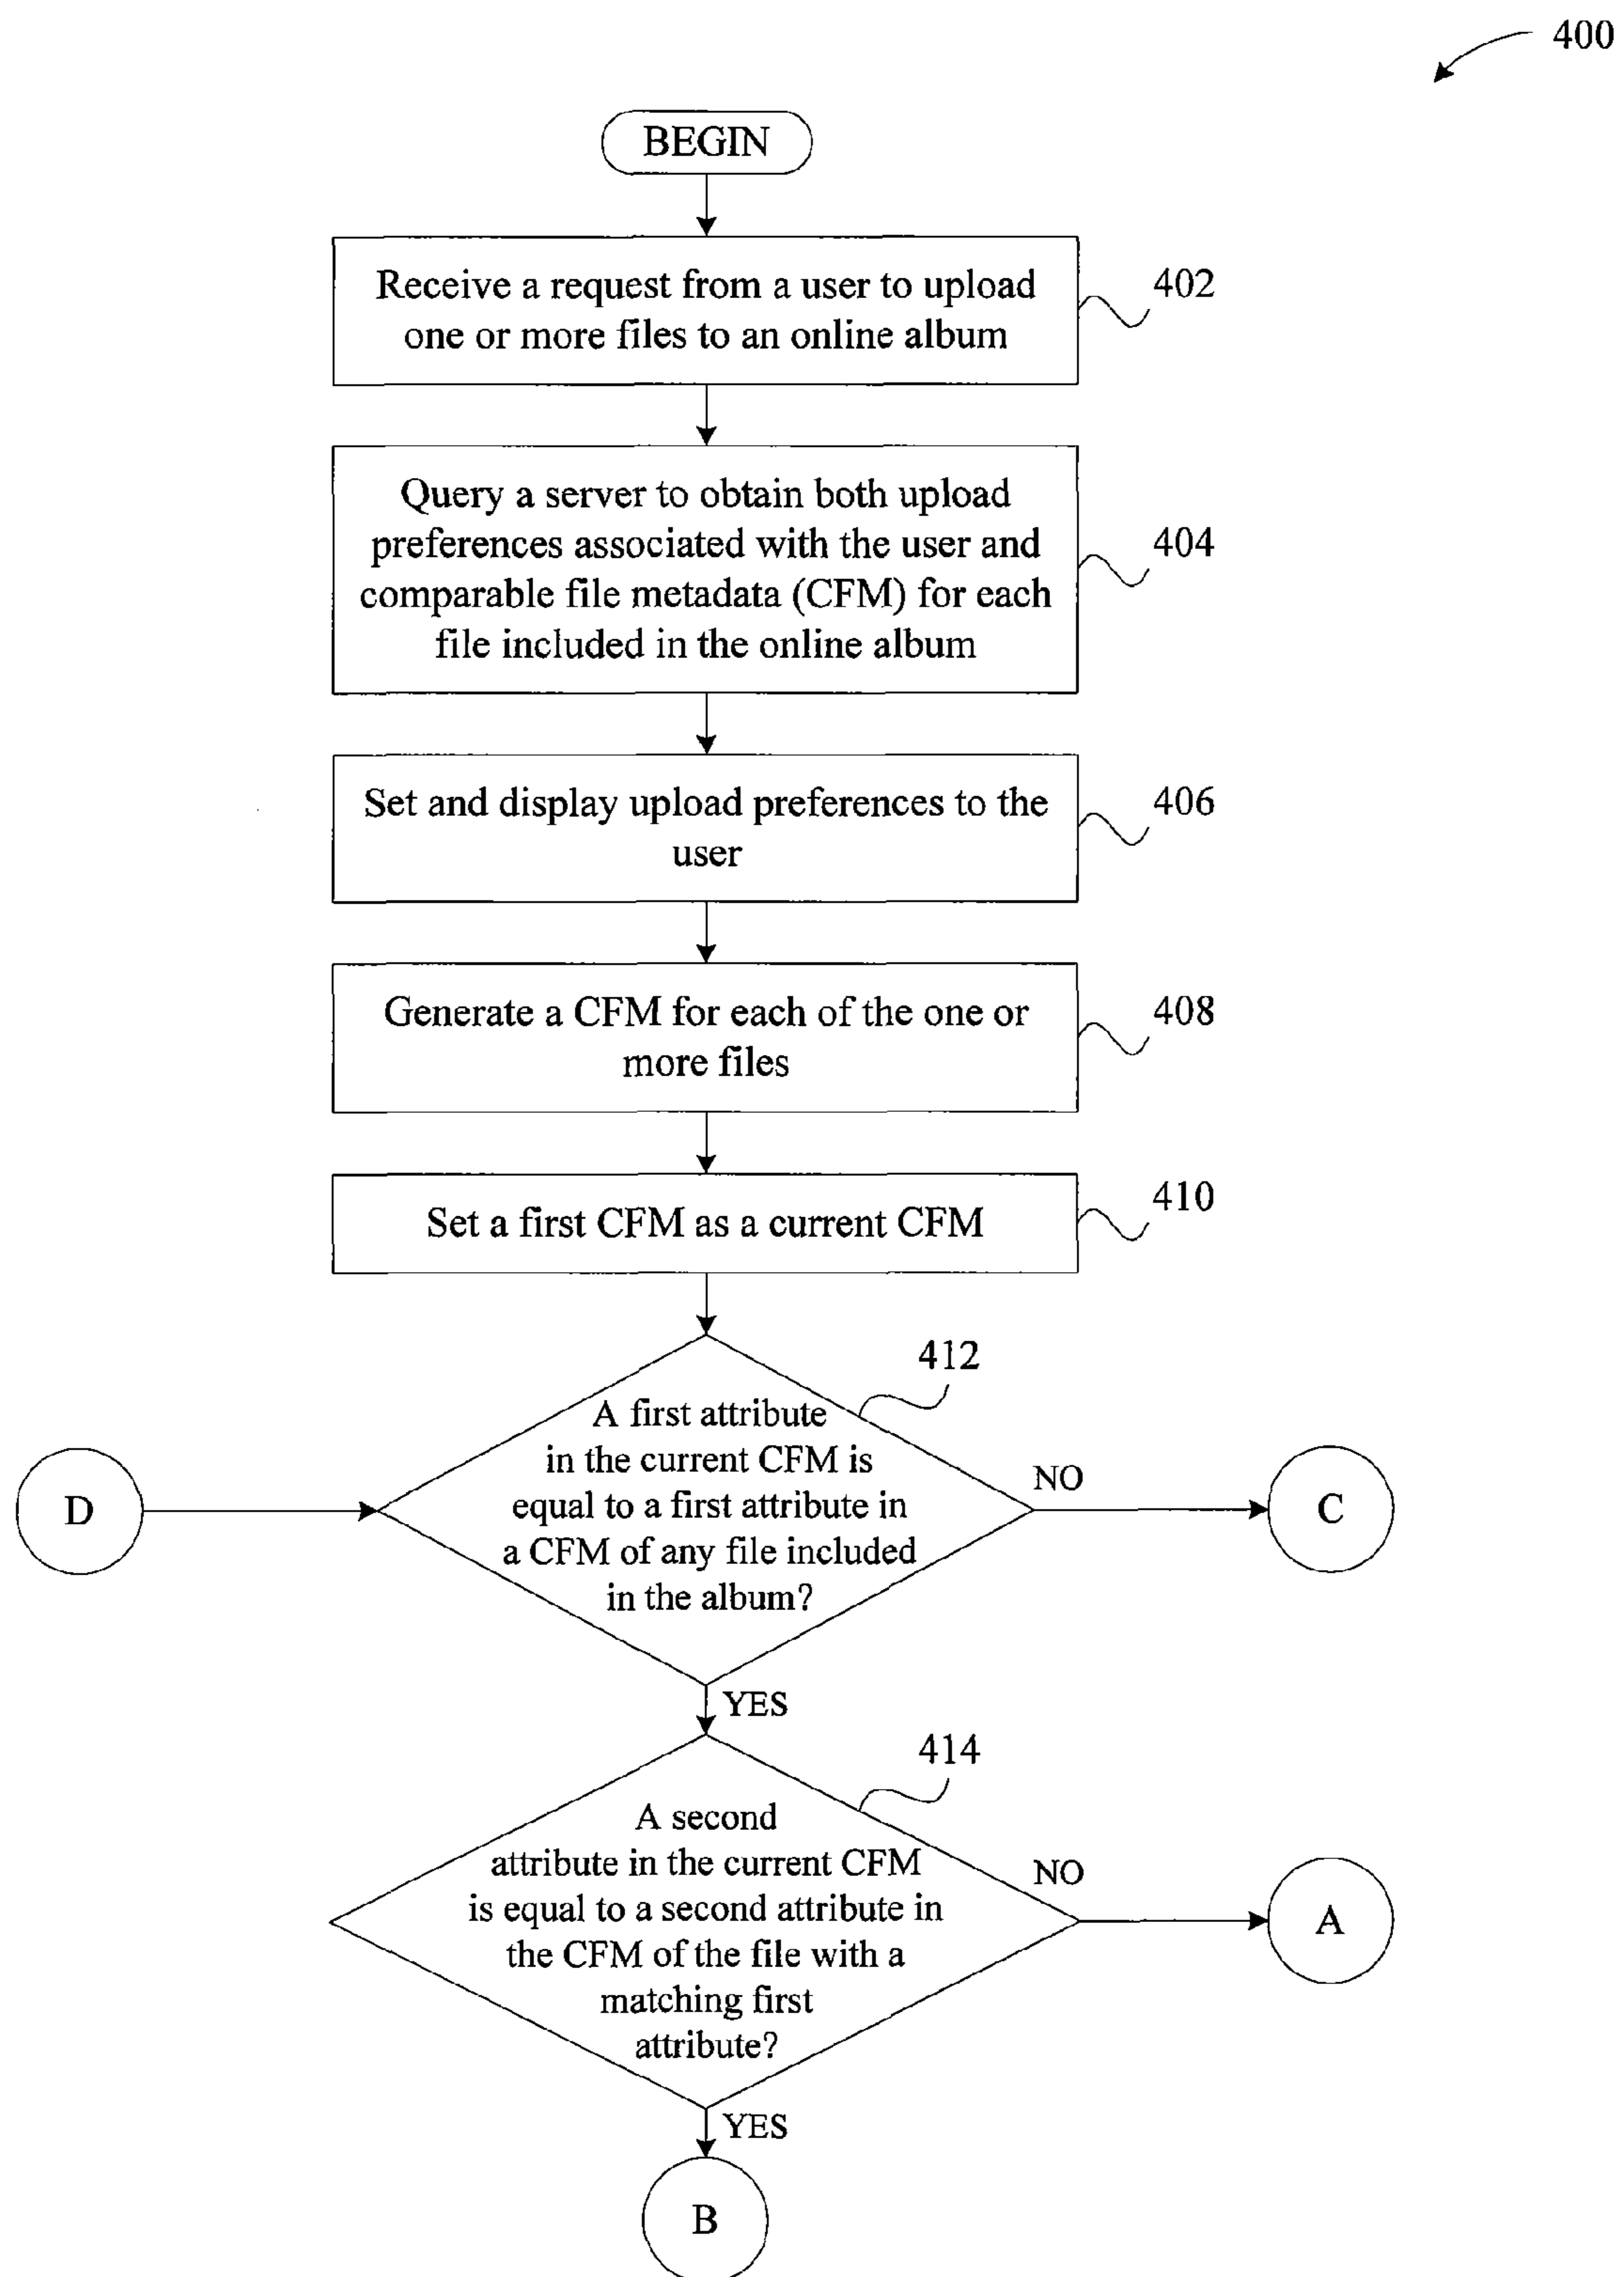 400
BEGIN
Receive a request from a user to upload
one or more files to an online album
402
Query a server to obtain both upload
preferences associated with the user and
comparable file metadata (CFM) for each
file included in the online album
404
Set and display upload preferences to the
user
406
Generate a CFM for each of the one or
more files
408
Set a first CFM as a current CFM
410
412
A first attribute
in the current CFM is
equal to a first attribute in
a CFM of any file included
in the album?
D
NO
C
YES
414
A second
attribute in the current CFM
is equal to a second attribute in
the CFM of the file with a
matching first
attribute?
NO
A
YES
B